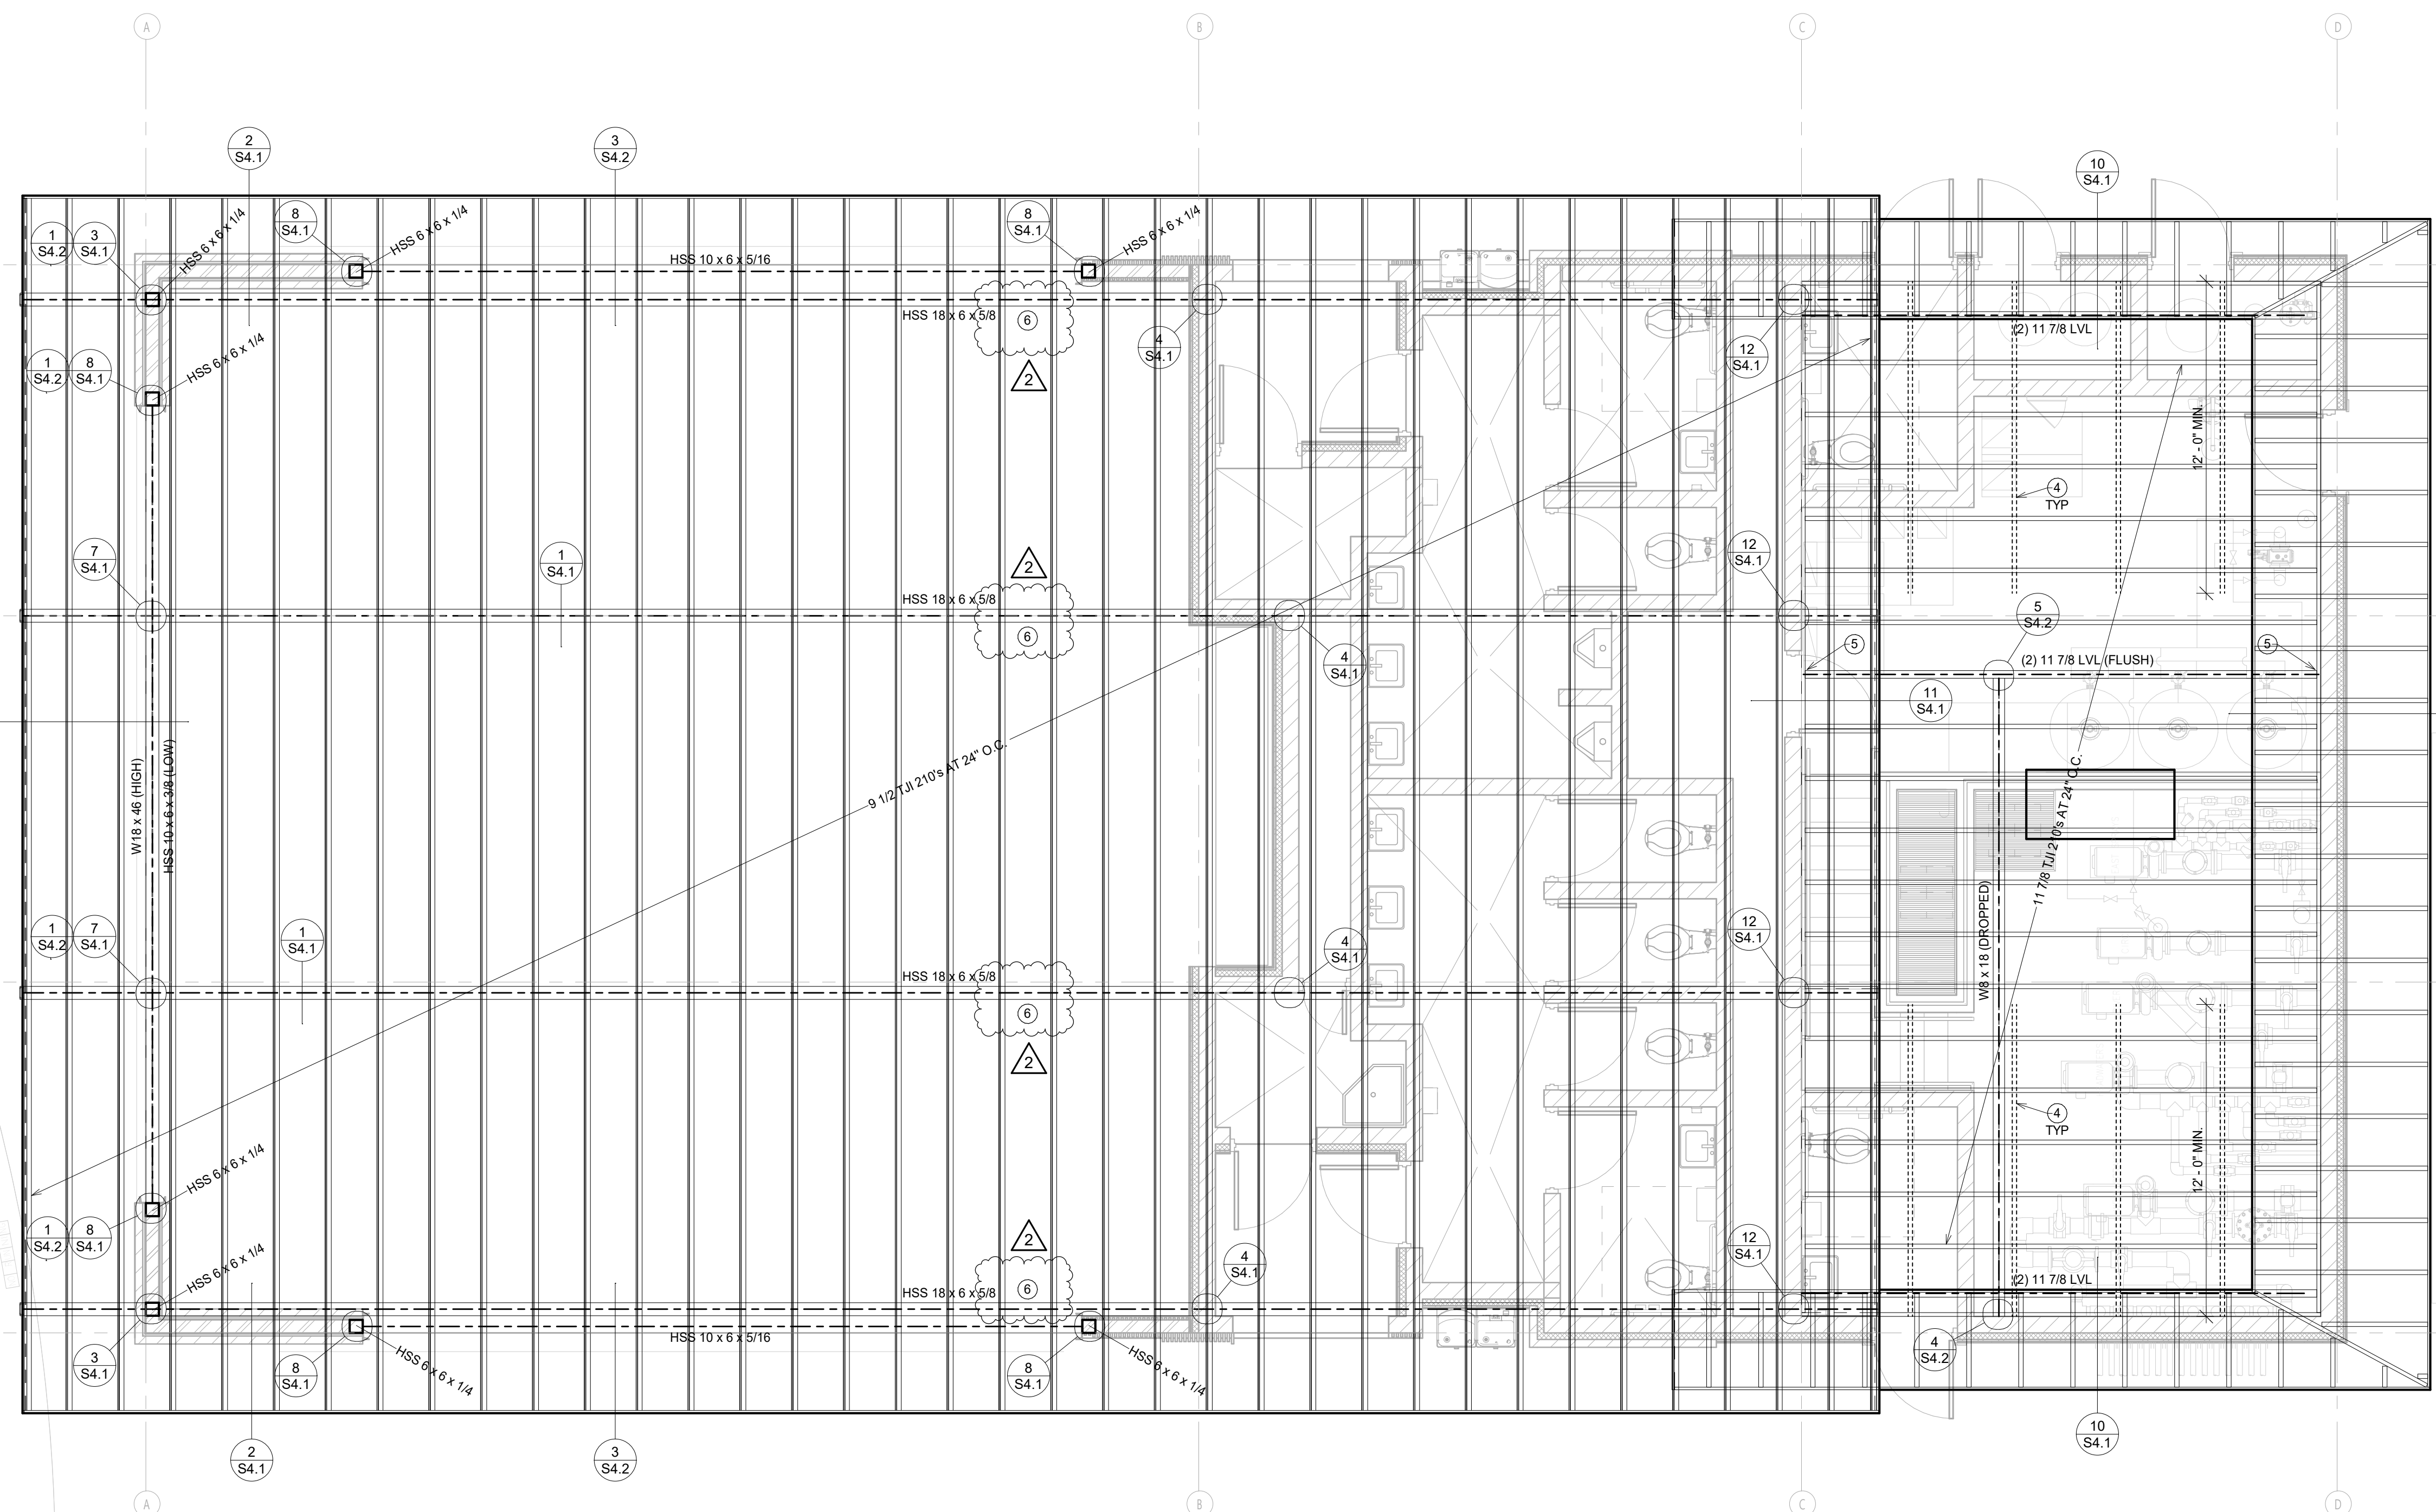 A
B
C
D
2
S4.1
3
S4.2
10
S4.1
1
S4.2
3
S4.1
HSS 6 x 6 x 1/4
8
S4.1
HSS 6 x 6 x 1/4
HSS 10 x 6 x 5/16
8
S4.1
HSS 6 x 6 x 1/4
HSS 18 x 6 x 5/8
6
2
4
S4.1
12
S4.1
(2) 11 7/8 LVL
1
S4.2
8
S4.1
HSS 6 x 6 x 1/4
12' - 0" MIN.
4
TYP
7
S4.1
1
S4.1
2
HSS 18 x 6 x 5/8
6
12
S4.1
5
S4.2
4
S4.1
5
(2) 11 7/8 LVL (FLUSH)
5
11
S4.1
W18 x 46 (HIGH)
HSS 10 x 6 x 3/8 (LOW)
9 1/2 TJI 210's AT 24" O.C.
11 7/8 TJI 210's AT 24" O.C.
W8 x 18 (DROPPED)
1
S4.2
7
S4.1
1
S4.1
HSS 18 x 6 x 5/8
6
2
4
S4.1
12
S4.1
4
TYP
12' - 0" MIN.
HSS 6 x 6 x 1/4
1
S4.2
8
S4.1
HSS 6 x 6 x 1/4
2
HSS 18 x 6 x 5/8
6
4
S4.1
12
S4.1
(2) 11 7/8 LVL
3
S4.1
8
S4.1
HSS 6 x 6 x 1/4
HSS 10 x 6 x 5/16
8
S4.1
HSS 6 x 6 x 1/4
4
S4.2
2
S4.1
3
S4.2
10
S4.1
A
B
C
D